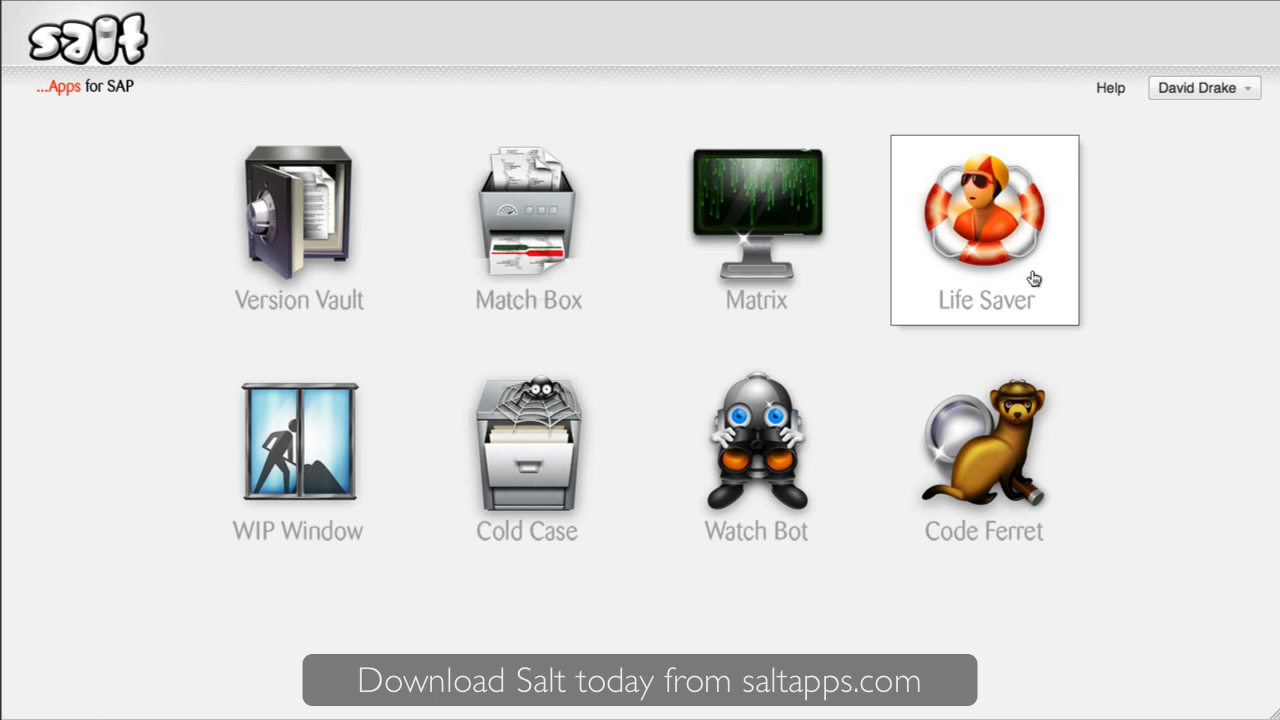 salt
...Apps for SAP
Help
David Drake
Version Vault
Match Box
Matrix
Life Saver
WIP Window
Cold Case
Watch Bot
Code Ferret
Download Salt today from saltapps.com